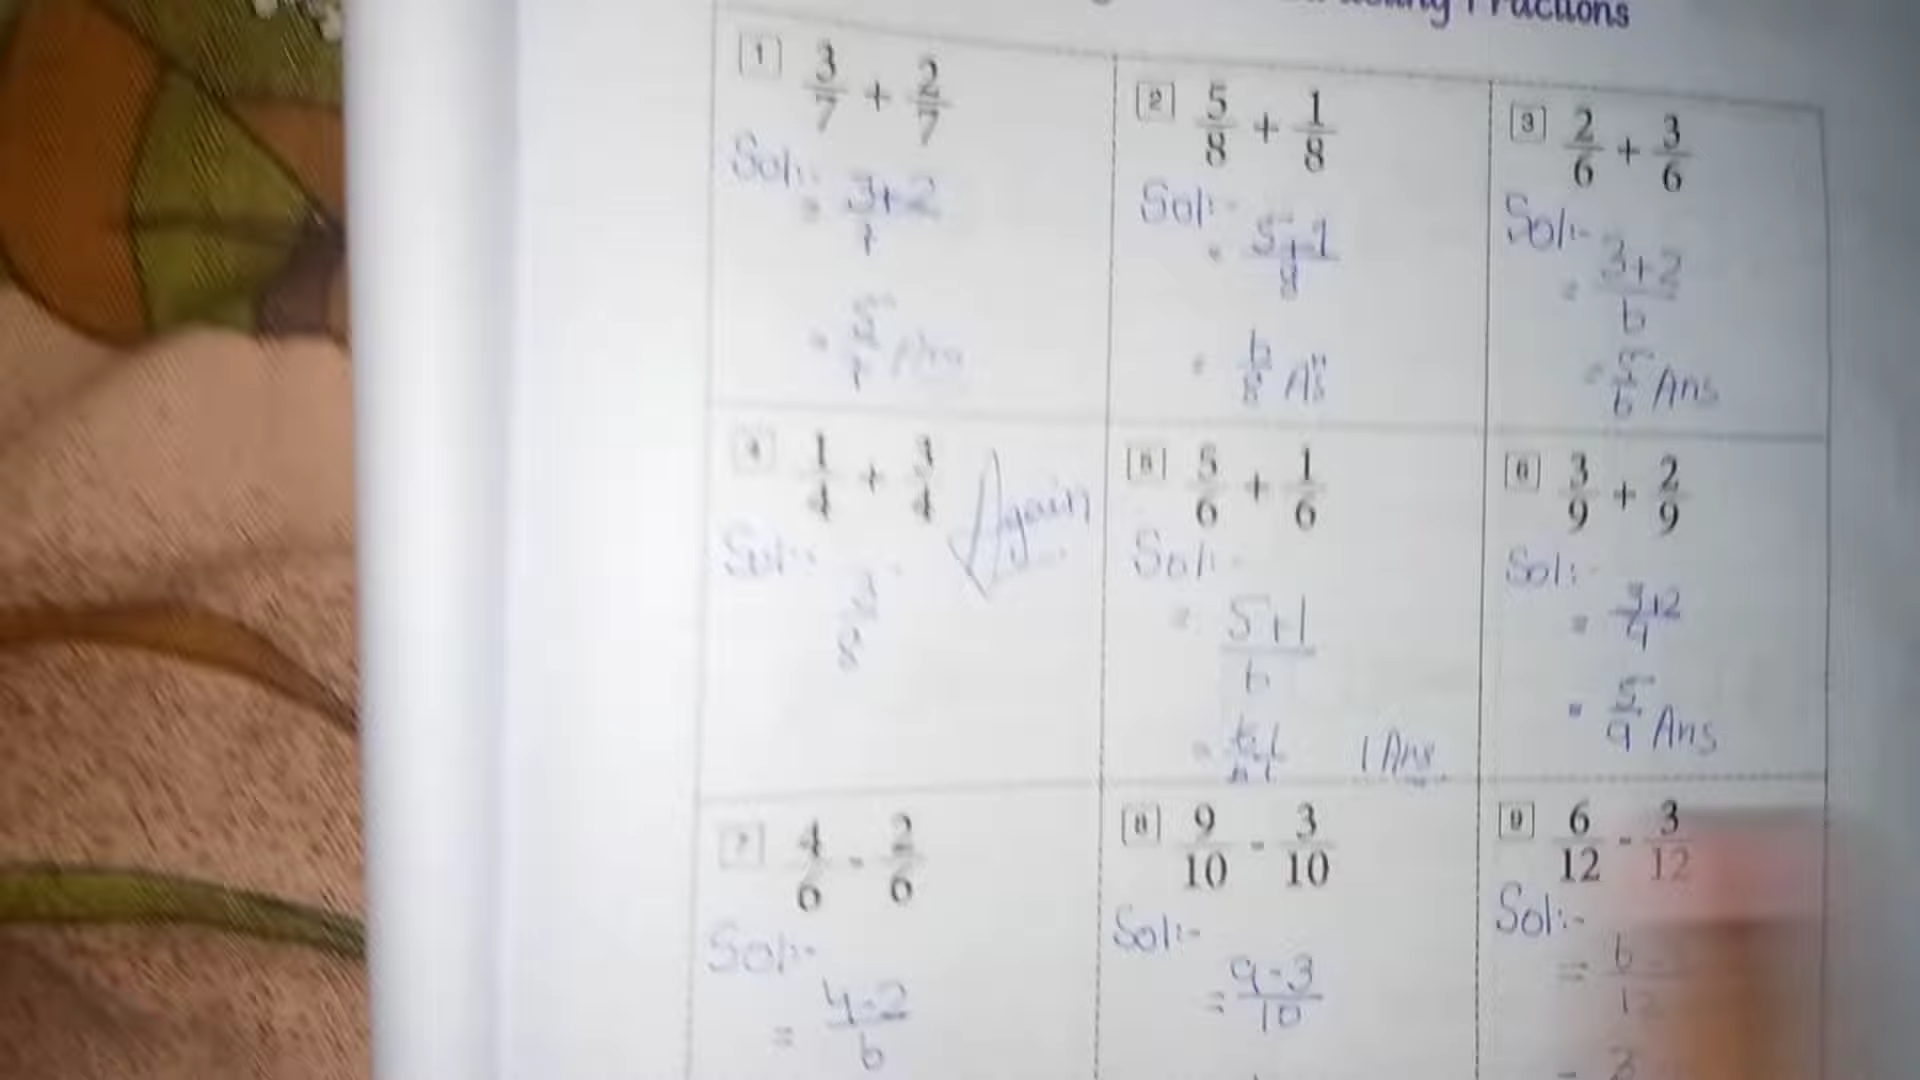 Fractions
1 3/7 + 2/7
Sol:-
= 3+2/7
= 5/7 Ans
2 5/8 + 1/8
Sol:-
= 5+1/8
= 6/8 Ans
3 2/6 + 3/6
Sol:-
= 3+2/6
= 5/6 Ans
4 1/4 + 3/4
Again
Sol:-
5 5/6 + 1/6
Sol:-
= 5+1/6
1 Ans
6 3/9 + 2/9
Sol:-
= 3+2/9
= 5/9 Ans
7 4/6 - 2/6
Sol:-
= 4-2/6
8 9/10 - 3/10
Sol:-
= 9-3/10
9 6/12 - 3/12
Sol:-
= 6-/12